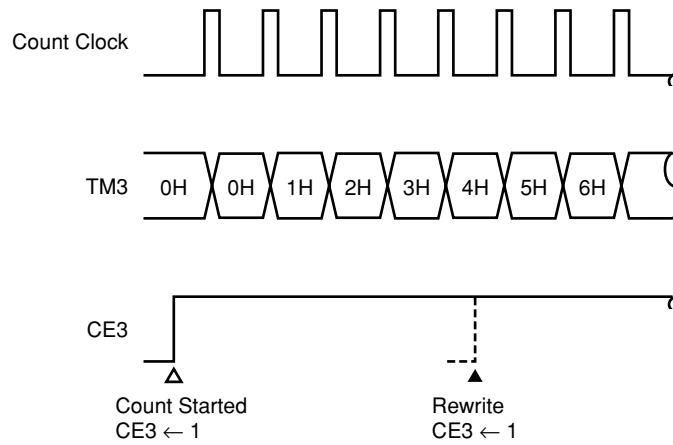 Count Clock
TM3 0H 0H 1H 2H 3H 4H 5H 6H
CE3
Count Started Rewrite
CE3 ← 1 CE3 ← 1